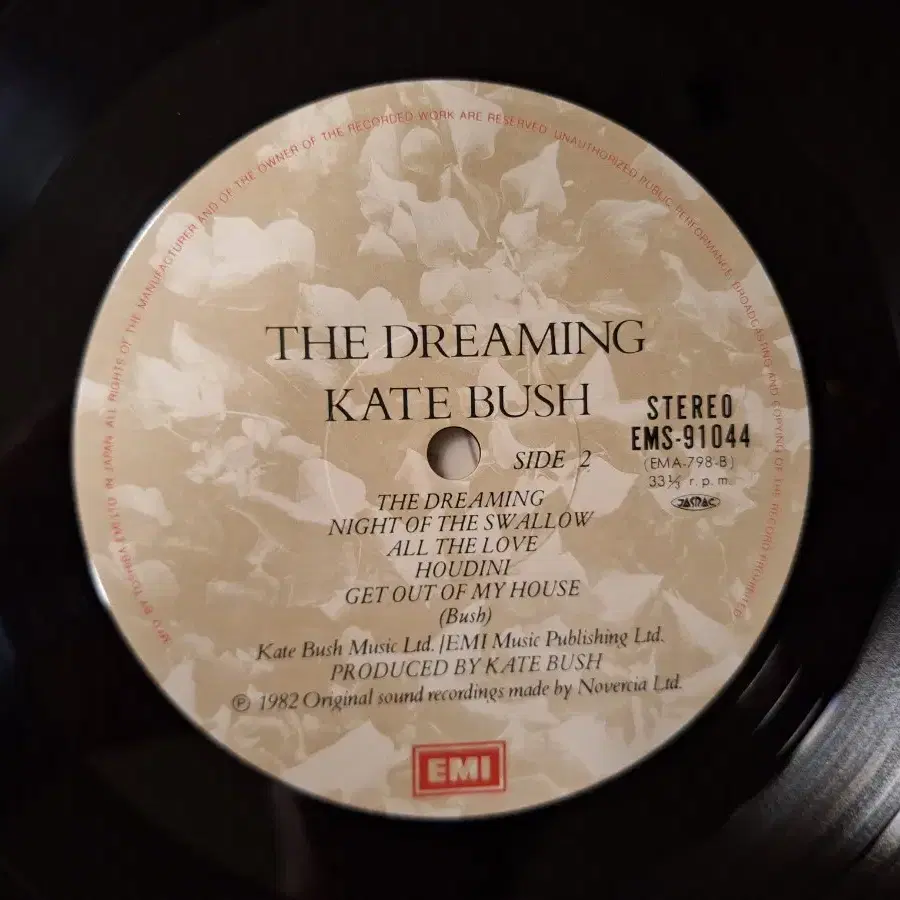 MFD BY TOSHIBA EMI LTD IN JAPAN ALL RIGHTS OF THE MANUFACTURER AND OF THE OWNER OF THE RECORDED WORK ARE RESERVED UNAUTHORIZED PUBLIC PERFORMANCE BROADCASTING AND COPYING OF THE RECORD PROHIBITED
THE DREAMING
KATE BUSH
STEREO
EMS-91044
(EMA-798-B)
33⅓ r.p.m.
JASRAC
SIDE 2
THE DREAMING
NIGHT OF THE SWALLOW
ALL THE LOVE
HOUDINI
GET OUT OF MY HOUSE
(Bush)
Kate Bush Music Ltd./EMI Music Publishing Ltd.
PRODUCED BY KATE BUSH
℗ 1982 Original sound recordings made by Novercia Ltd.
EMI